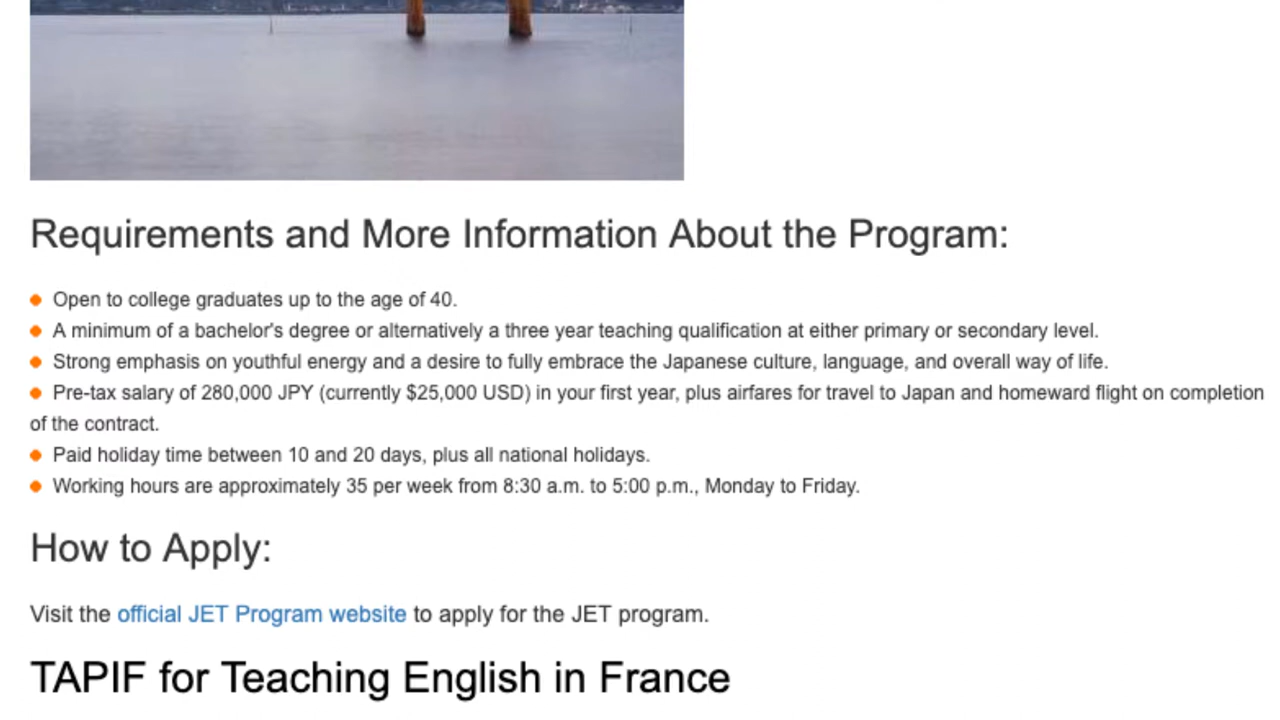 Requirements and More Information About the Program:
Open to college graduates up to the age of 40.
A minimum of a bachelor's degree or alternatively a three year teaching qualification at either primary or secondary level.
Strong emphasis on youthful energy and a desire to fully embrace the Japanese culture, language, and overall way of life.
Pre-tax salary of 280,000 JPY (currently $25,000 USD) in your first year, plus airfares for travel to Japan and homeward flight on completion
of the contract.
Paid holiday time between 10 and 20 days, plus all national holidays.
Working hours are approximately 35 per week from 8:30 a.m. to 5:00 p.m., Monday to Friday.
How to Apply:
Visit the official JET Program website to apply for the JET program.
TAPIF for Teaching English in France